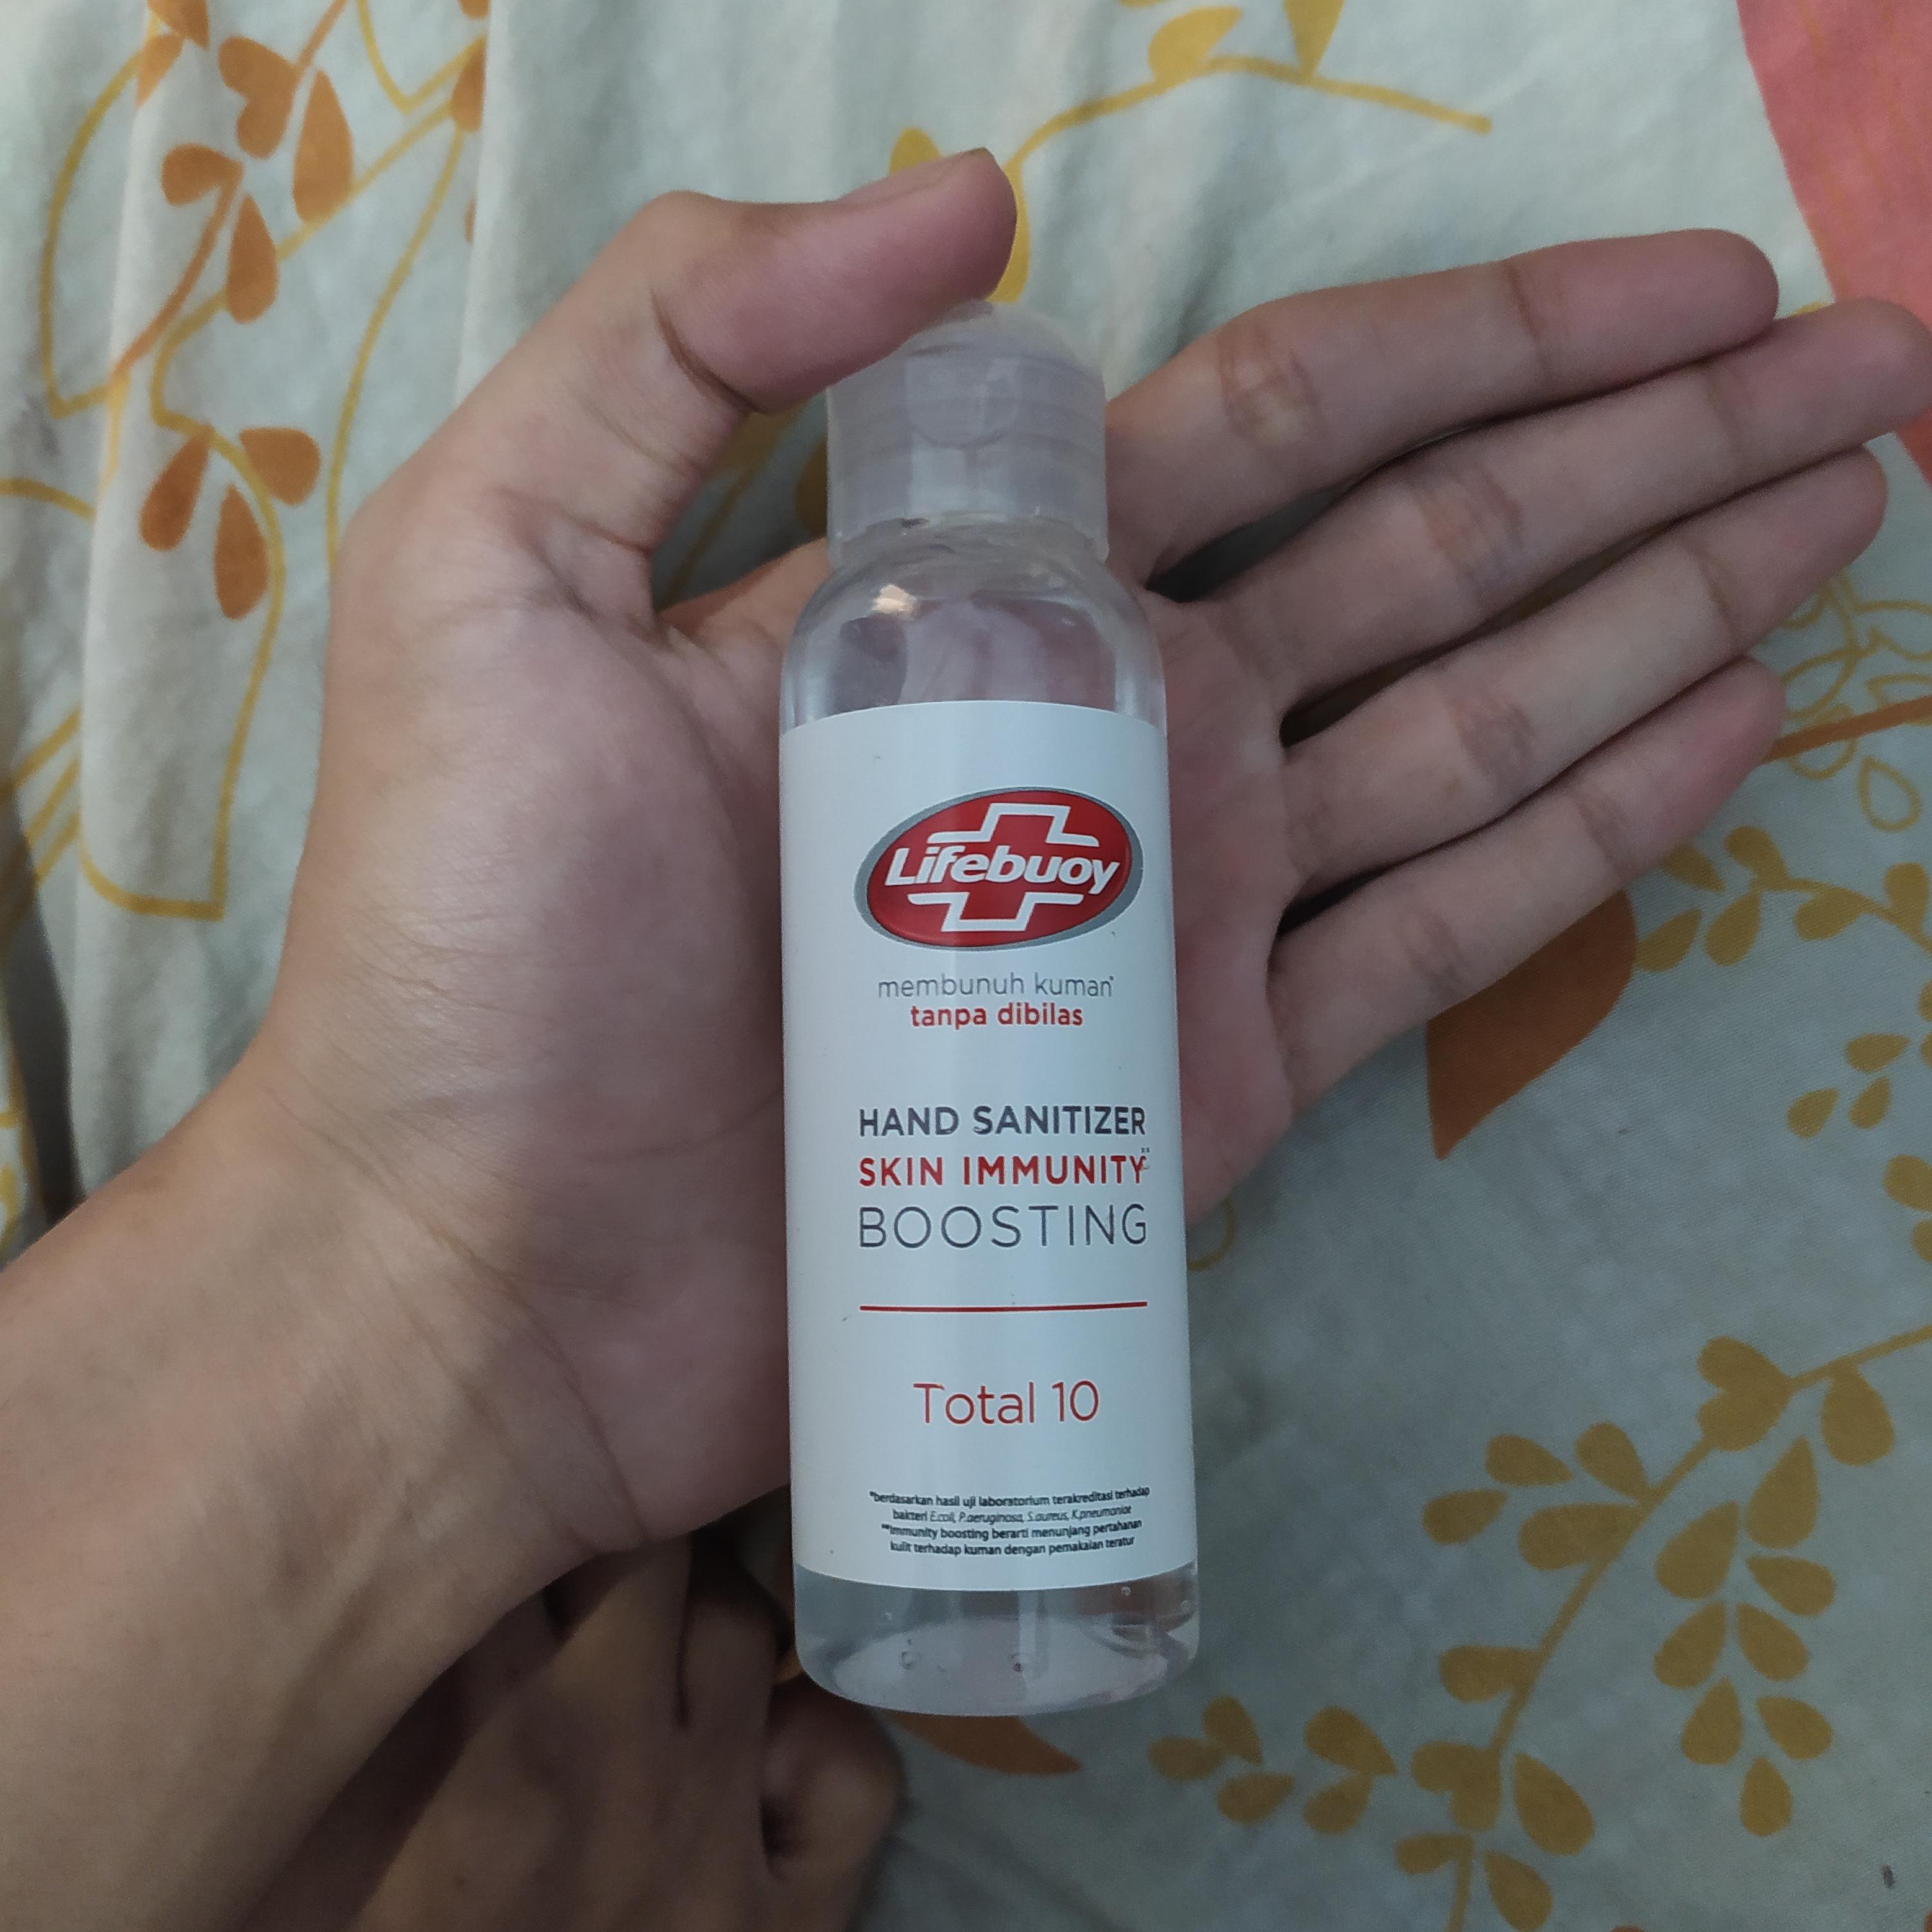 Lifebuoy
membunuh kuman*
tanpa dibilas
HAND SANITIZER
SKIN IMMUNITY**
BOOSTING
Total 10
*berdasarkan hasil uji laboratorium terakreditasi terhadap
bakteri E.coli, P.aeruginosa, S.aureus, K.pneumoniae
**Immunity boosting berarti menunjang pertahanan
kulit terhadap kuman dengan pemakaian teratur